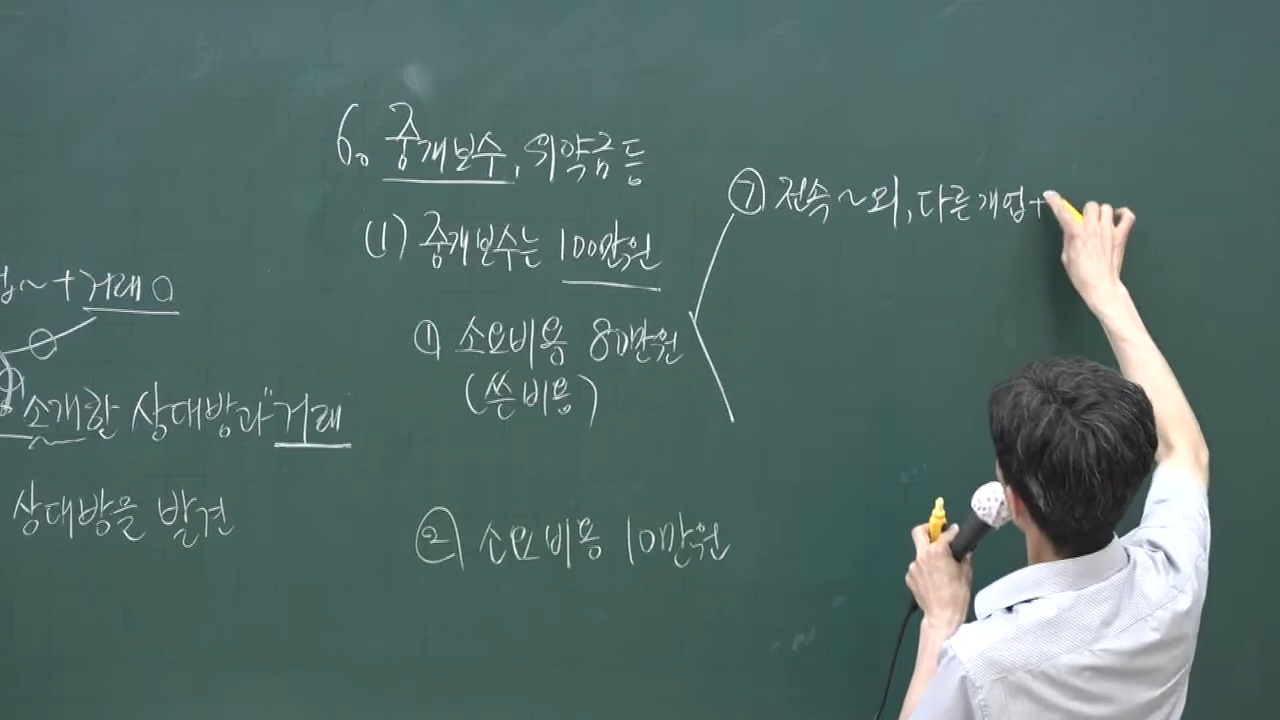 업~ + 거래 ○
"소개한 상대방과" 거래
상대방을 발견
6. 중개보수, 위약금 등
(1) 중개보수는 100만원
① 소요비용 80만원
(쓴 비용)
② 소요비용 10만원
㉠ 전속~외, 다른 개업+